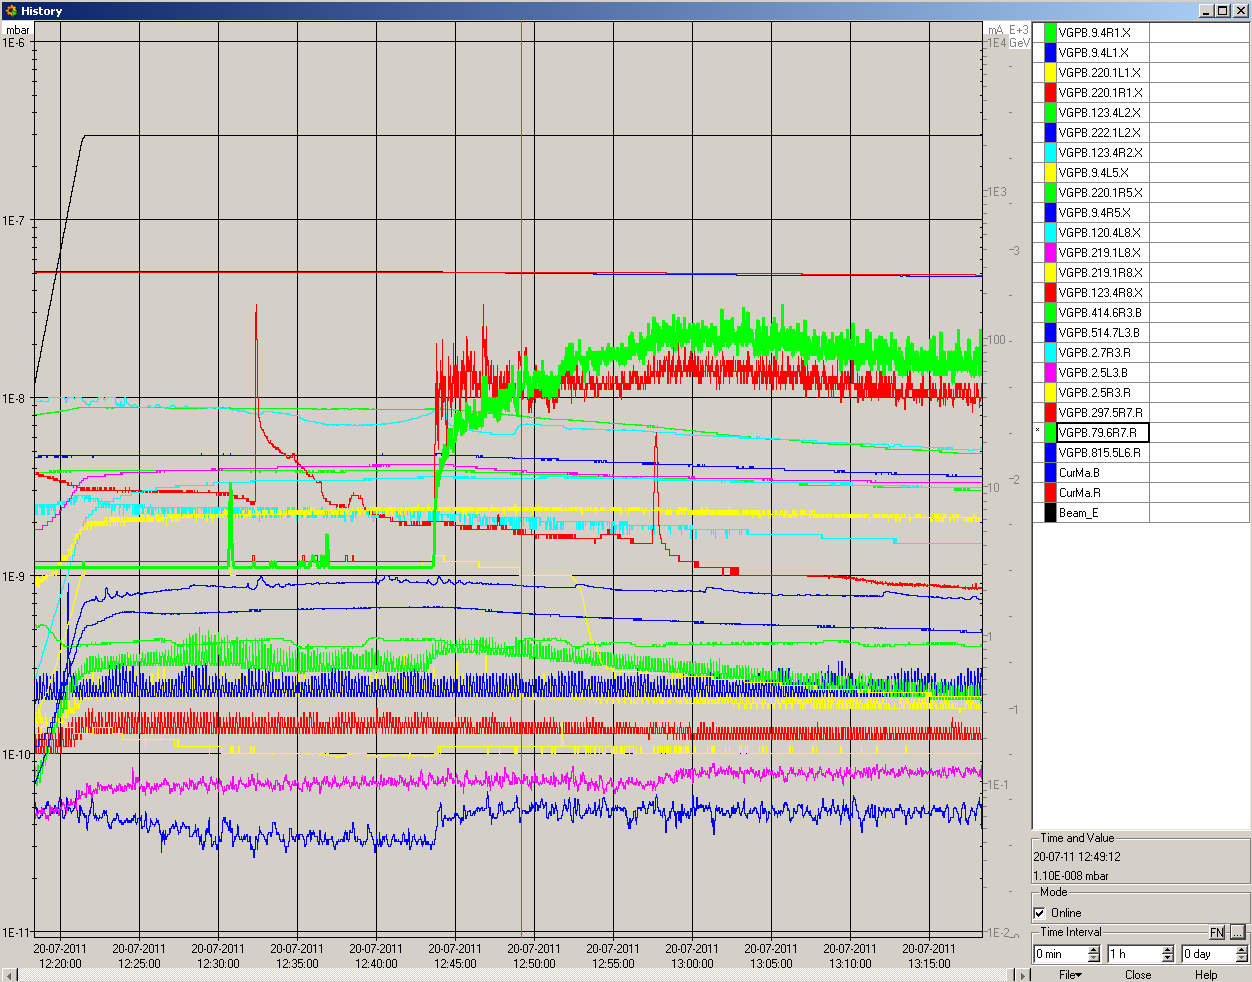 History
mbar
1E-6
1E-7
1E-8
1E-9
1E-10
1E-11
mA E+3
1E4 GeV
1E3
-3
100
10
-2
1
-1
1E-1
1E-2
20-07-2011 20-07-2011 20-07-2011 20-07-2011 20-07-2011 20-07-2011 20-07-2011 20-07-2011 20-07-2011 20-07-2011 20-07-2011 20-07-2011
12:20:00 12:25:00 12:30:00 12:35:00 12:40:00 12:45:00 12:50:00 12:55:00 13:00:00 13:05:00 13:10:00 13:15:00
VGPB.9.4R1.X
VGPB.9.4L1.X
VGPB.220.1L1.X
VGPB.220.1R1.X
VGPB.123.4L2.X
VGPB.222.1L2.X
VGPB.123.4R2.X
VGPB.9.4L5.X
VGPB.220.1R5.X
VGPB.9.4R5.X
VGPB.120.4L8.X
VGPB.219.1L8.X
VGPB.219.1R8.X
VGPB.123.4R8.X
VGPB.414.6R3.B
VGPB.514.7L3.B
VGPB.2.7R3.R
VGPB.2.5L3.B
VGPB.2.5R3.R
VGPB.297.5R7.R
* VGPB.79.6R7.R
VGPB.815.5L6.R
CurMa.B
CurMa.R
Beam_E
Time and Value
20-07-11 12:49:12
1.10E-008 mbar
Mode
Online
Time Interval FN ...
0 min 1 h 0 day
File Close Help